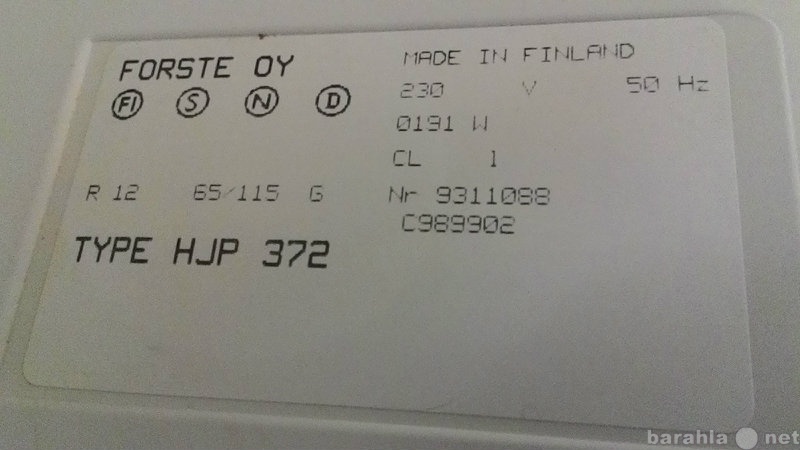 FORSTE OY
FI S N D
MADE IN FINLAND
230 V 50 Hz
0191 W
CL 1
R 12 65/115 G
Nr 9311088
C989902
TYPE HJP 372
barahla net